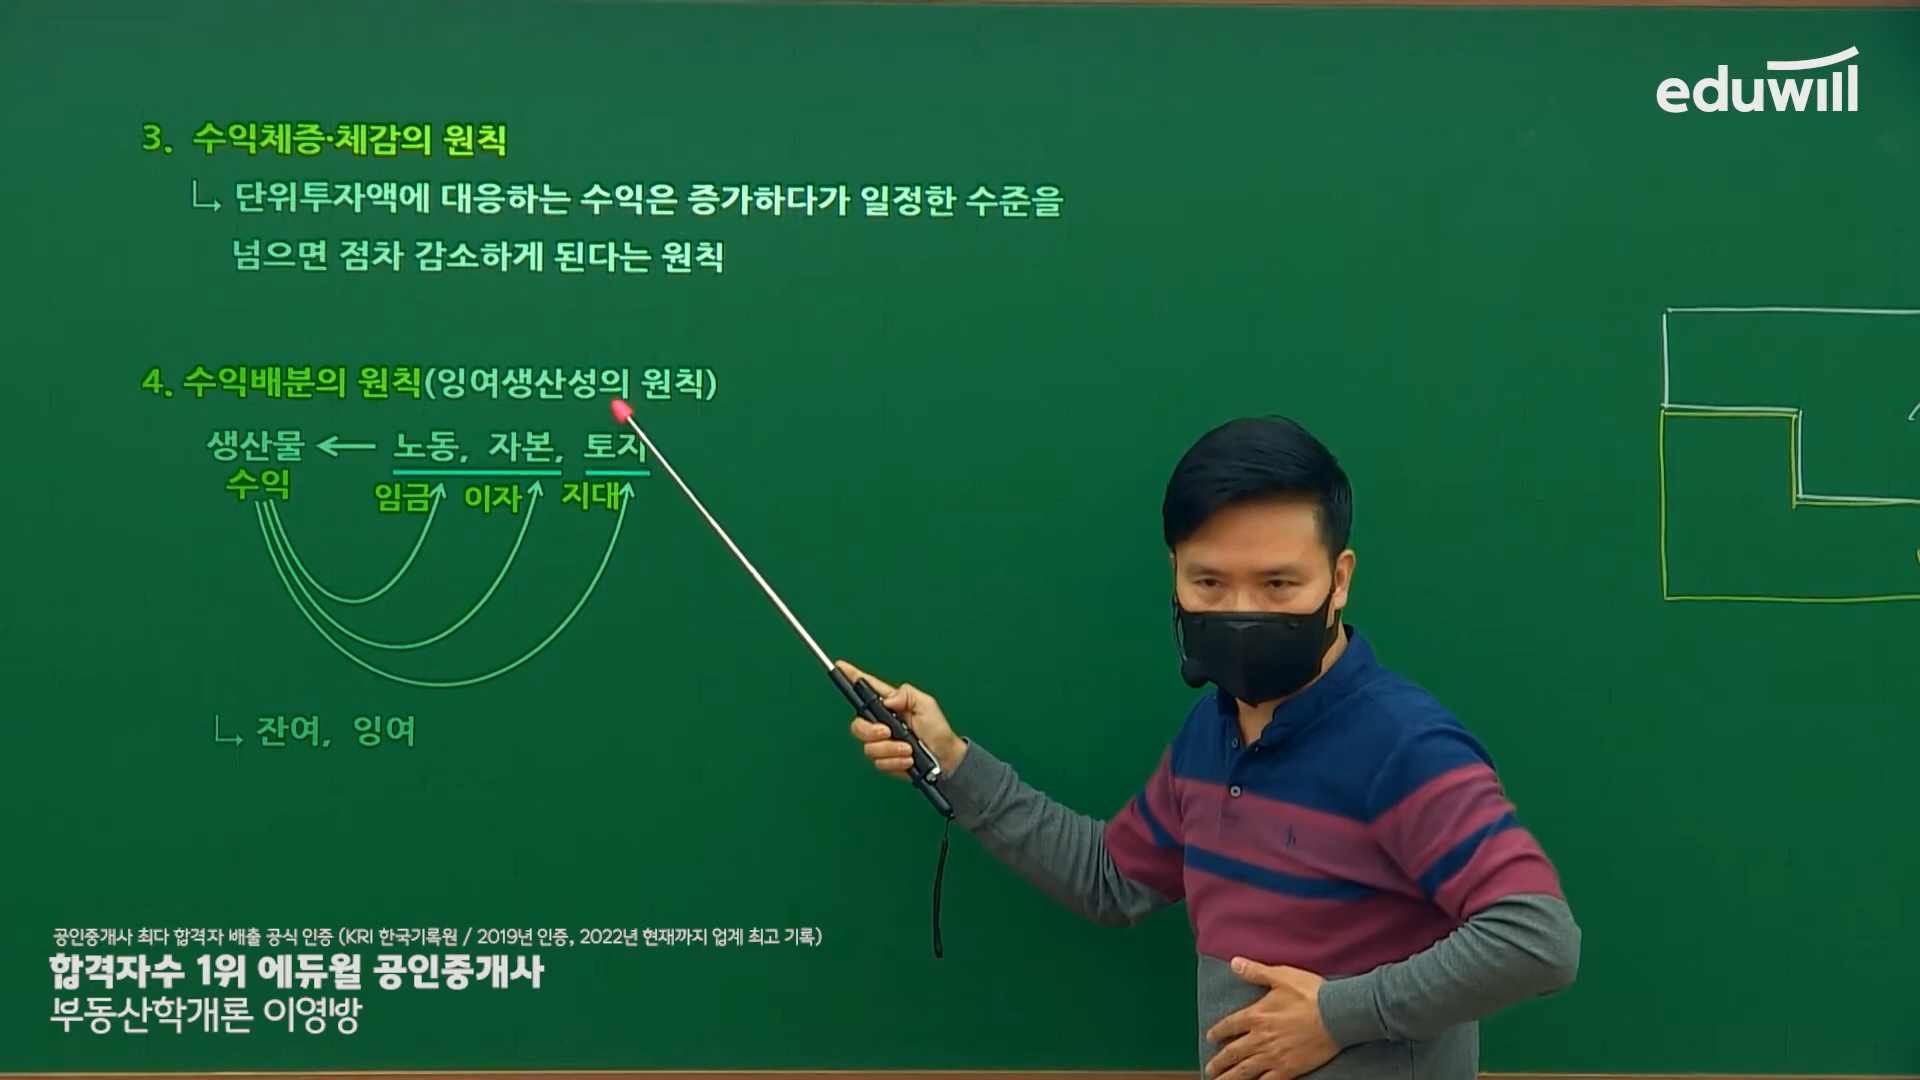 eduwill
3. 수익체증·체감의 원칙
단위투자액에 대응하는 수익은 증가하다가 일정한 수준을
넘으면 점차 감소하게 된다는 원칙
4. 수익배분의 원칙(잉여생산성의 원칙)
생산물 ← 노동, 자본, 토지
수익 임금 이자 지대
잔여, 잉여
공인중개사 최다 합격자 배출 공식 인증 (KRI 한국기록원 / 2019년 인증, 2022년 현재까지 업계 최고 기록)
합격자수 1위 에듀윌 공인중개사
부동산학개론 이영방